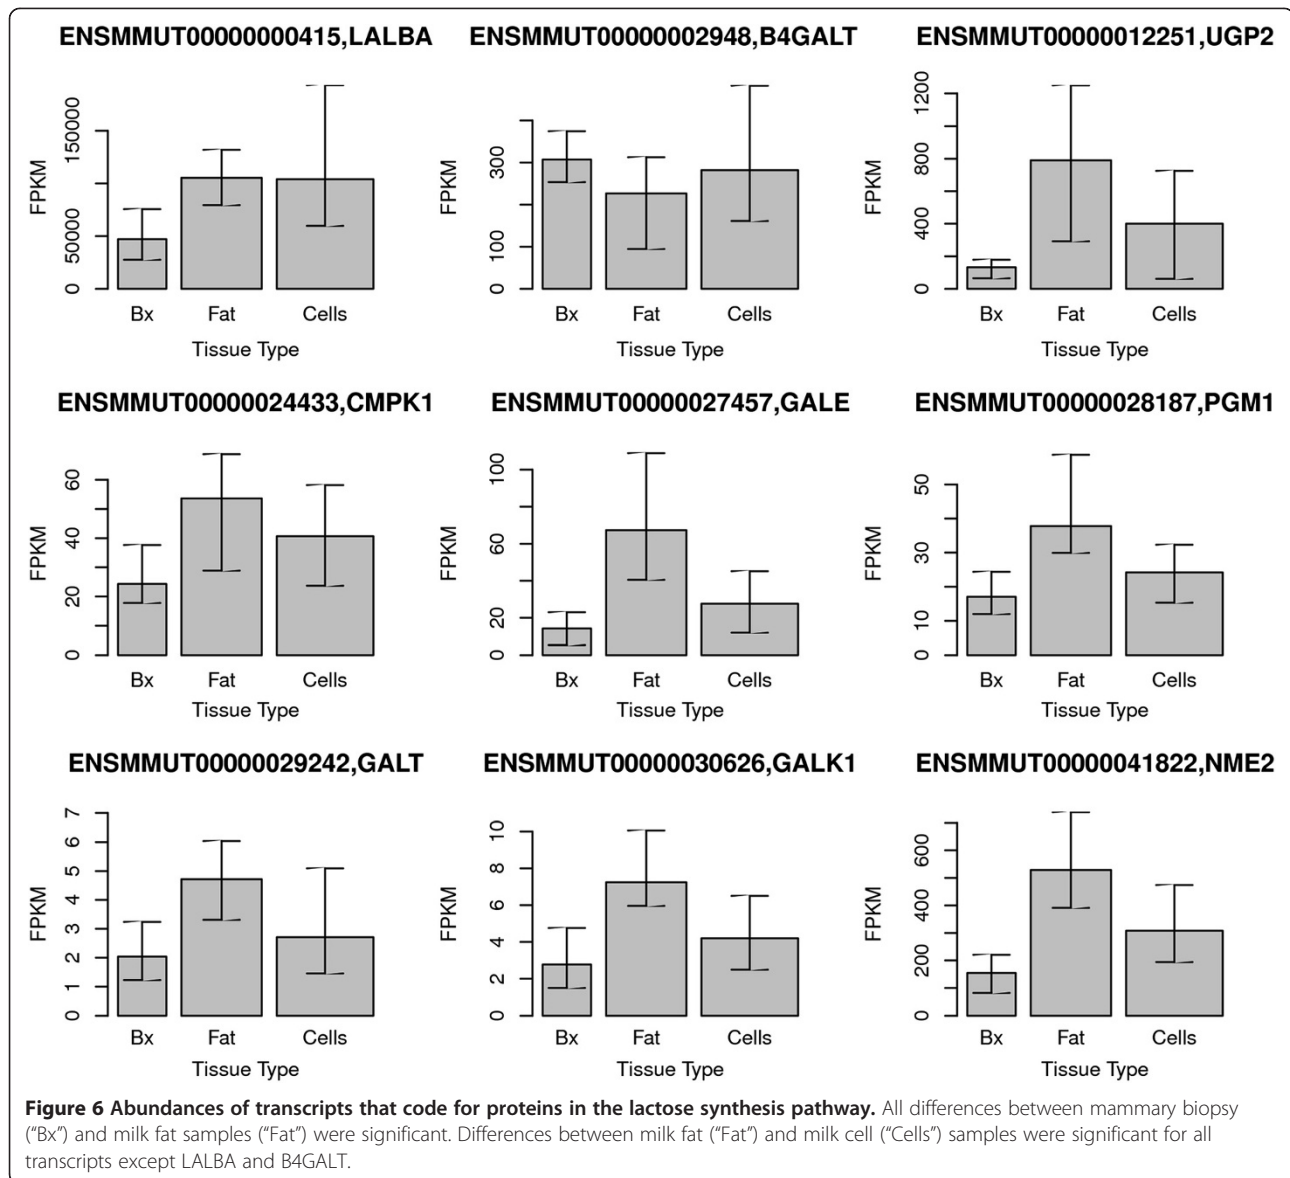 ENSMMUT00000000415,LALBA
FPKM
0 50000 150000
Bx Fat Cells
Tissue Type
ENSMMUT00000002948,B4GALT
FPKM
0 100 300
Bx Fat Cells
Tissue Type
ENSMMUT00000012251,UGP2
FPKM
0 400 800 1200
Bx Fat Cells
Tissue Type
ENSMMUT00000024433,CMPK1
FPKM
0 20 40 60
Bx Fat Cells
Tissue Type
ENSMMUT00000027457,GALE
FPKM
0 20 60 100
Bx Fat Cells
Tissue Type
ENSMMUT00000028187,PGM1
FPKM
0 10 30 50
Bx Fat Cells
Tissue Type
ENSMMUT00000029242,GALT
FPKM
0 1 2 3 4 5 6 7
Bx Fat Cells
Tissue Type
ENSMMUT00000030626,GALK1
FPKM
0 2 4 6 8 10
Bx Fat Cells
Tissue Type
ENSMMUT00000041822,NME2
FPKM
0 200 400 600
Bx Fat Cells
Tissue Type
Figure 6 Abundances of transcripts that code for proteins in the lactose synthesis pathway. All differences between mammary biopsy
(“Bx”) and milk fat samples (“Fat”) were significant. Differences between milk fat (“Fat”) and milk cell (“Cells”) samples were significant for all
transcripts except LALBA and B4GALT.